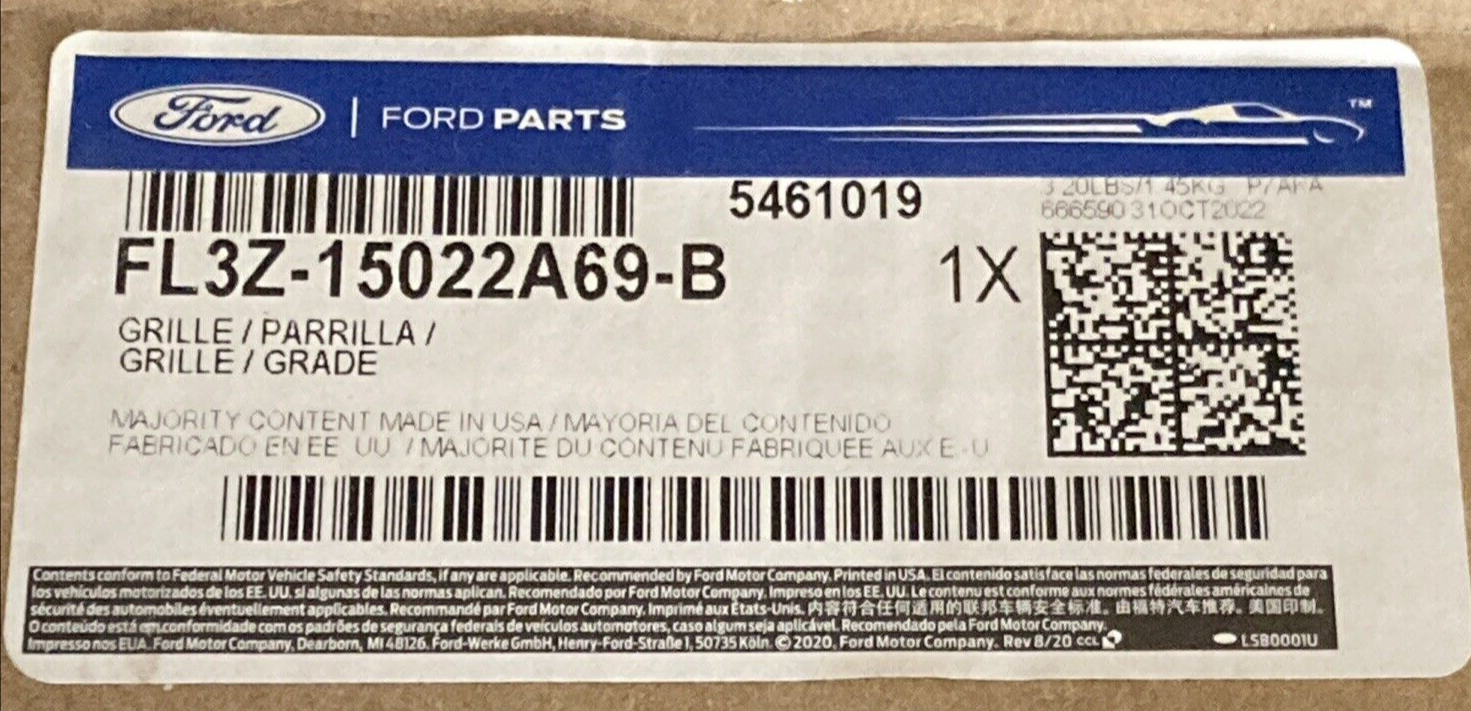 Ford | FORD PARTS ™
5461019
3.20LBS/1.45KG P/ARA
666590 31OCT2022
FL3Z-15022A69-B 1X
GRILLE / PARRILLA /
GRILLE / GRADE
MAJORITY CONTENT MADE IN USA / MAYORIA DEL CONTENIDO
FABRICADO EN EE. UU. / MAJORITE DU CONTENU FABRIQUEE AUX E.-U
Contents conform to Federal Motor Vehicle Safety Standards, if any are applicable. Recommended by Ford Motor Company. Printed in USA. El contenido satisface las normas federales de seguridad para
los vehículos motorizados de los EE. UU. si algunas de las normas aplican. Recomendado por Ford Motor Company. Impreso en los EE. UU. Le contenu est conforme aux normes fédérales américaines de
sécurité des automobiles éventuellement applicables. Recommandé par Ford Motor Company. Imprimé aux États-Unis. 内容符合任何适用的联邦车辆安全标准。由福特汽车推荐。美国印制。
O conteúdo está em conformidade com os padrões de segurança federais de veículos automotores, caso algum seja aplicável. Recomendado pela Ford Motor Company.
Impresso nos EUA. Ford Motor Company, Dearborn, MI 48126. Ford-Werke GmbH, Henry-Ford-Straße 1, 50735 Köln. © 2020, Ford Motor Company. Rev 8/20 CCL LSB0001U